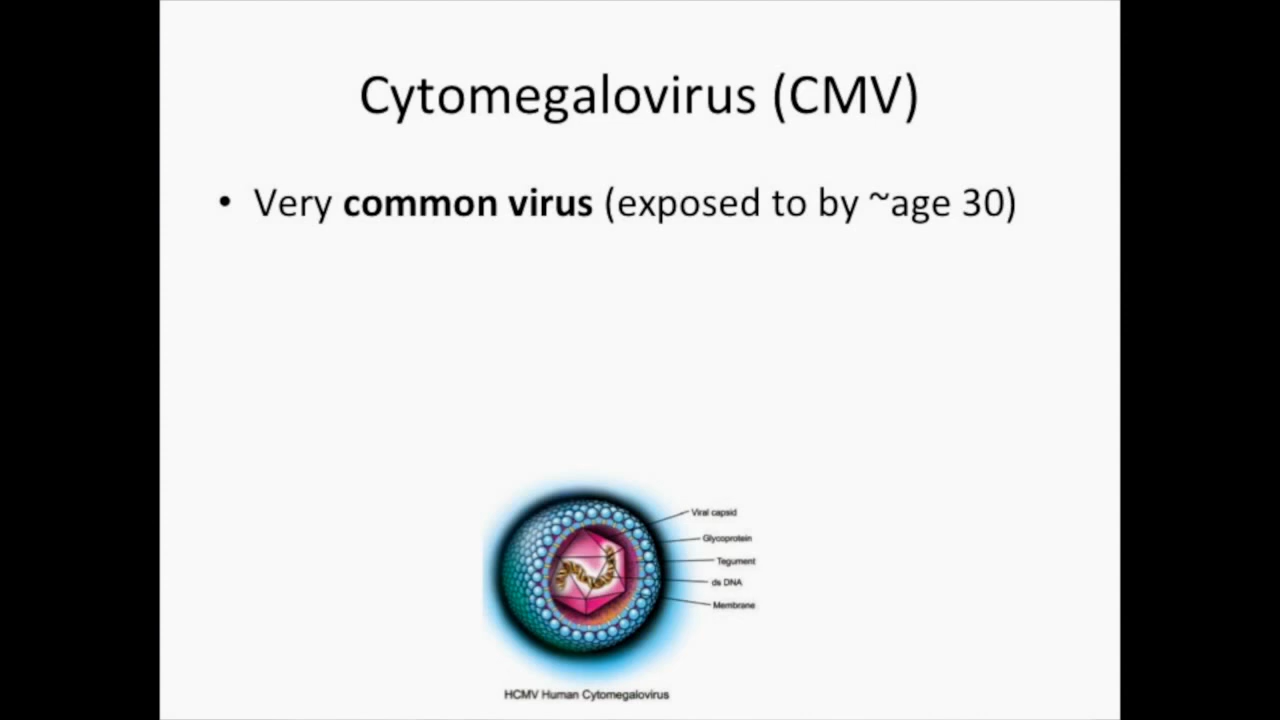 Cytomegalovirus (CMV)
• Very common virus (exposed to by ~age 30)
Viral capsid
Glycoprotein
Tegument
ds DNA
Membrane
HCMV Human Cytomegalovirus